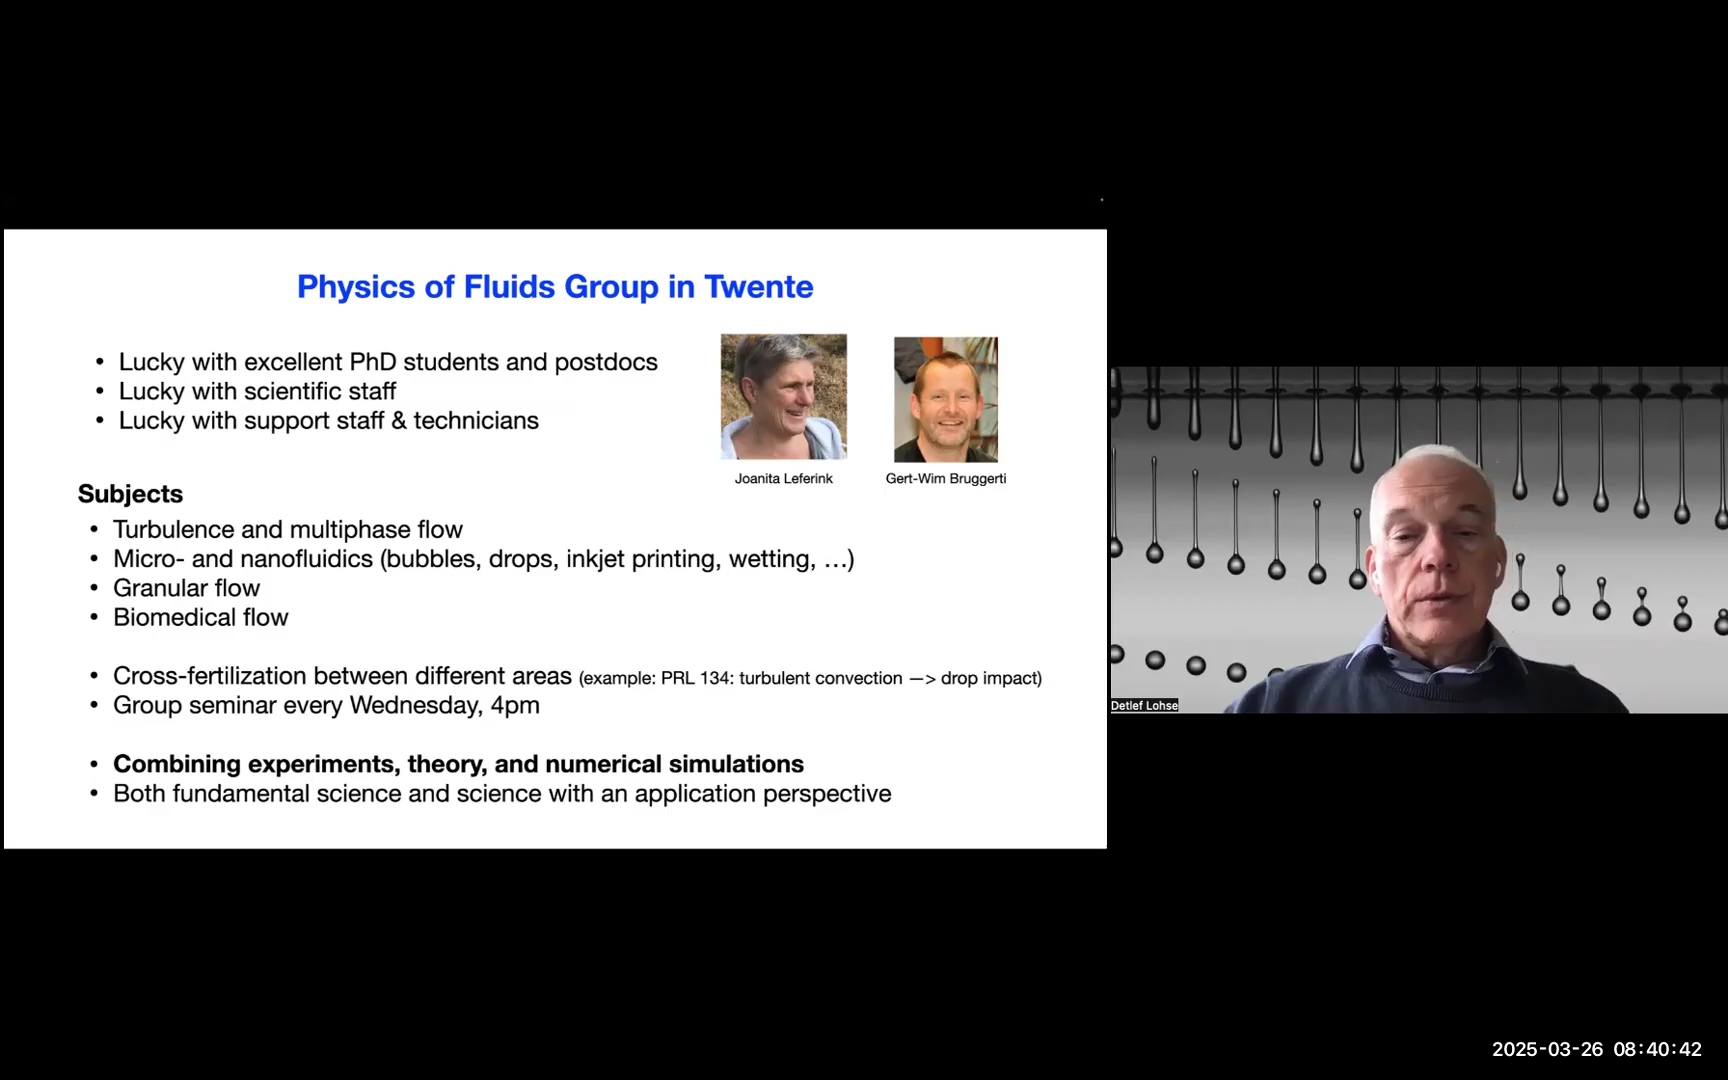 Physics of Fluids Group in Twente
• Lucky with excellent PhD students and postdocs
• Lucky with scientific staff
• Lucky with support staff & technicians
Joanita Leferink
Gert-Wim Bruggerti
Subjects
• Turbulence and multiphase flow
• Micro- and nanofluidics (bubbles, drops, inkjet printing, wetting, …)
• Granular flow
• Biomedical flow
• Cross-fertilization between different areas (example: PRL 134: turbulent convection —> drop impact)
• Group seminar every Wednesday, 4pm
• Combining experiments, theory, and numerical simulations
• Both fundamental science and science with an application perspective
Detlef Lohse
2025-03-26 08:40:42